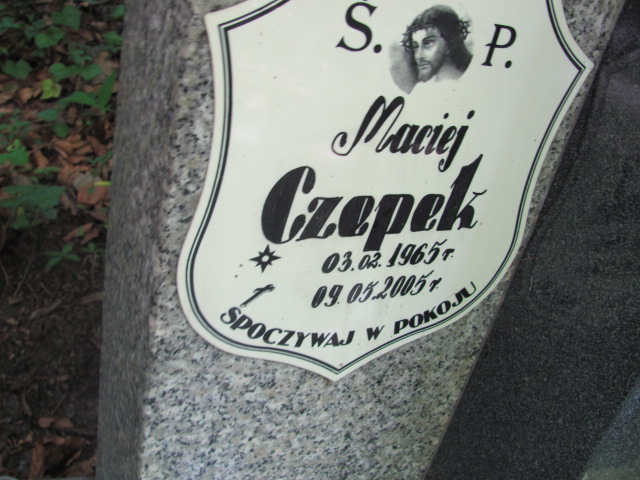 Ś. P.
Maciej
Czepek
03.02.1965 r.
09.05.2005 r.
SPOCZYWAJ W POKOJU